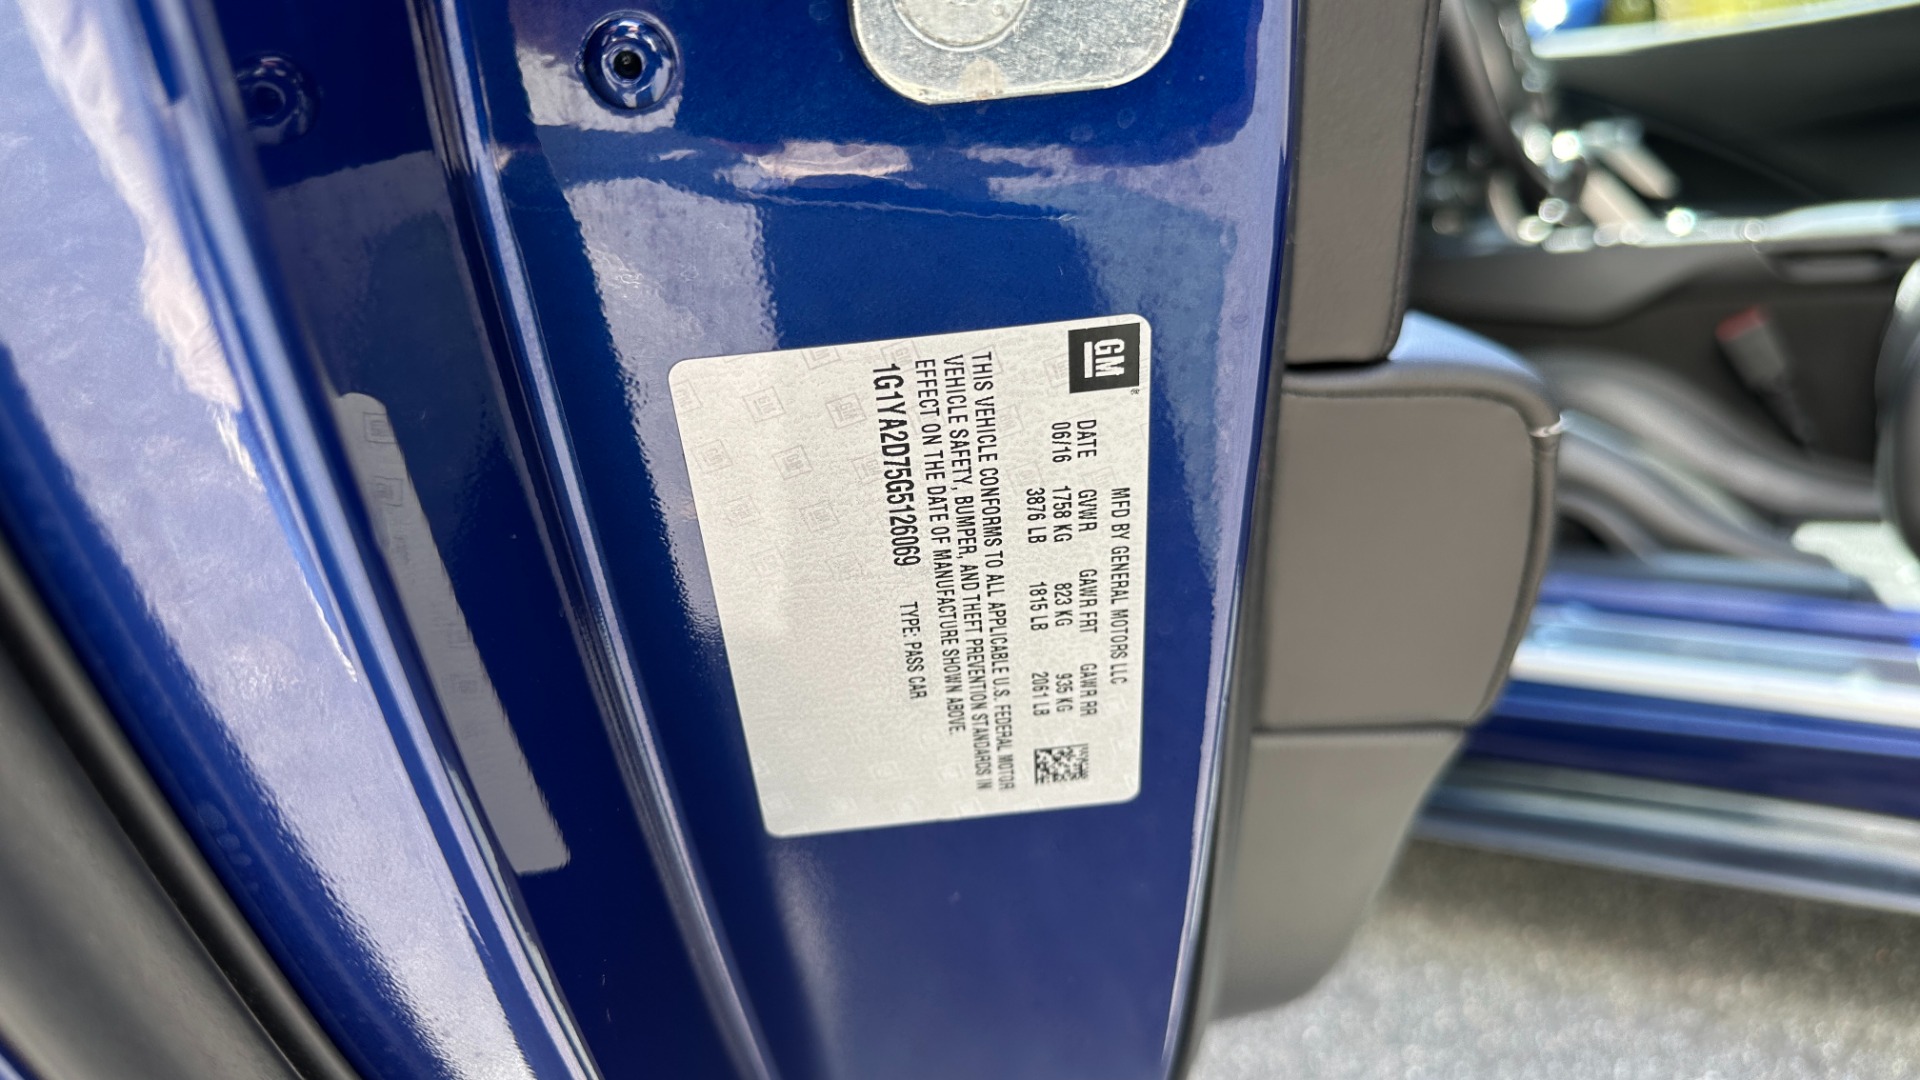 GM
MFD BY GENERAL MOTORS LLC
DATE GVWR GAWR FRT GAWR RR
06/16 1758 KG 823 KG 935 KG
3876 LB 1815 LB 2061 LB
THIS VEHICLE CONFORMS TO ALL APPLICABLE U.S. FEDERAL MOTOR
VEHICLE SAFETY, BUMPER, AND THEFT PREVENTION STANDARDS IN
EFFECT ON THE DATE OF MANUFACTURE SHOWN ABOVE.
1G1YA2D75G5126069 TYPE: PASS CAR